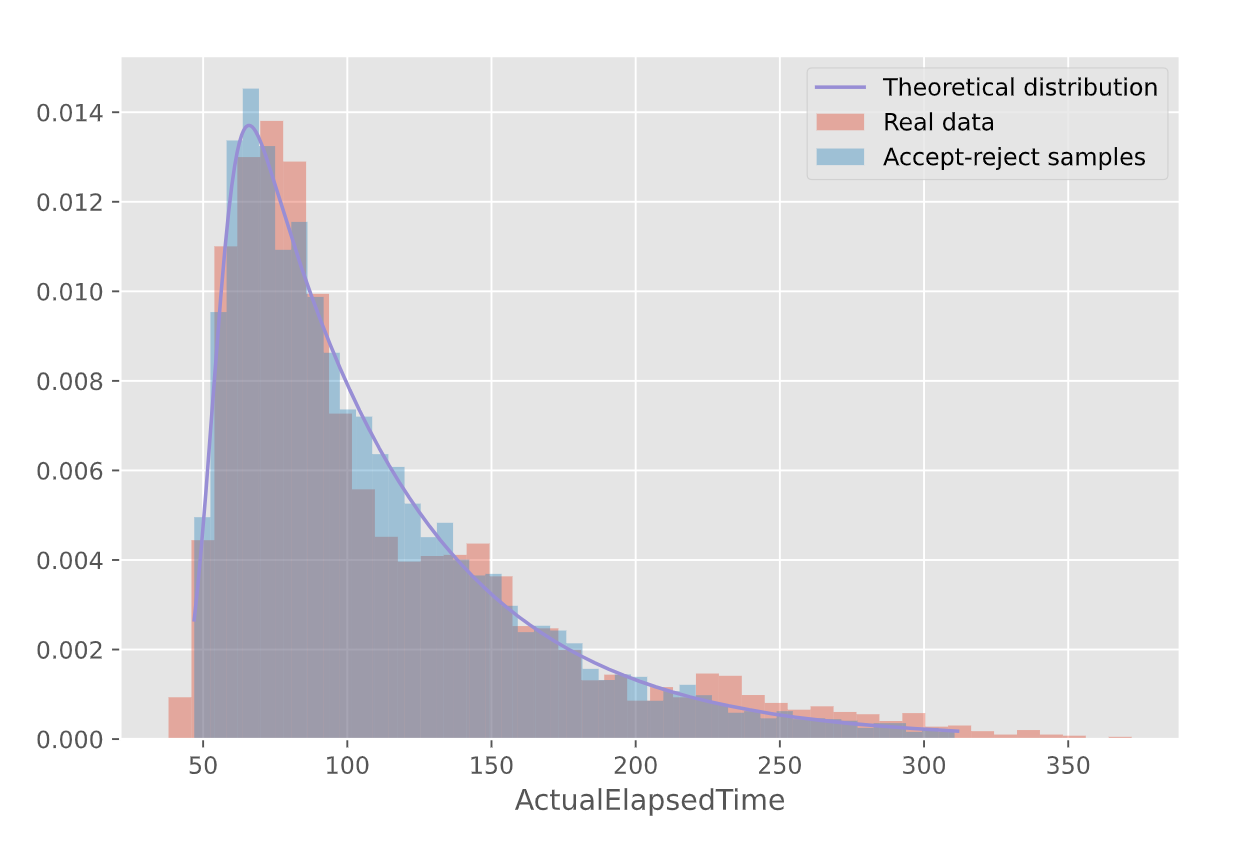 Theoretical distribution
Real data
Accept-reject samples
0.014
0.012
0.010
0.008
0.006
0.004
0.002
0.000
50 100 150 200 250 300 350
ActualElapsedTime